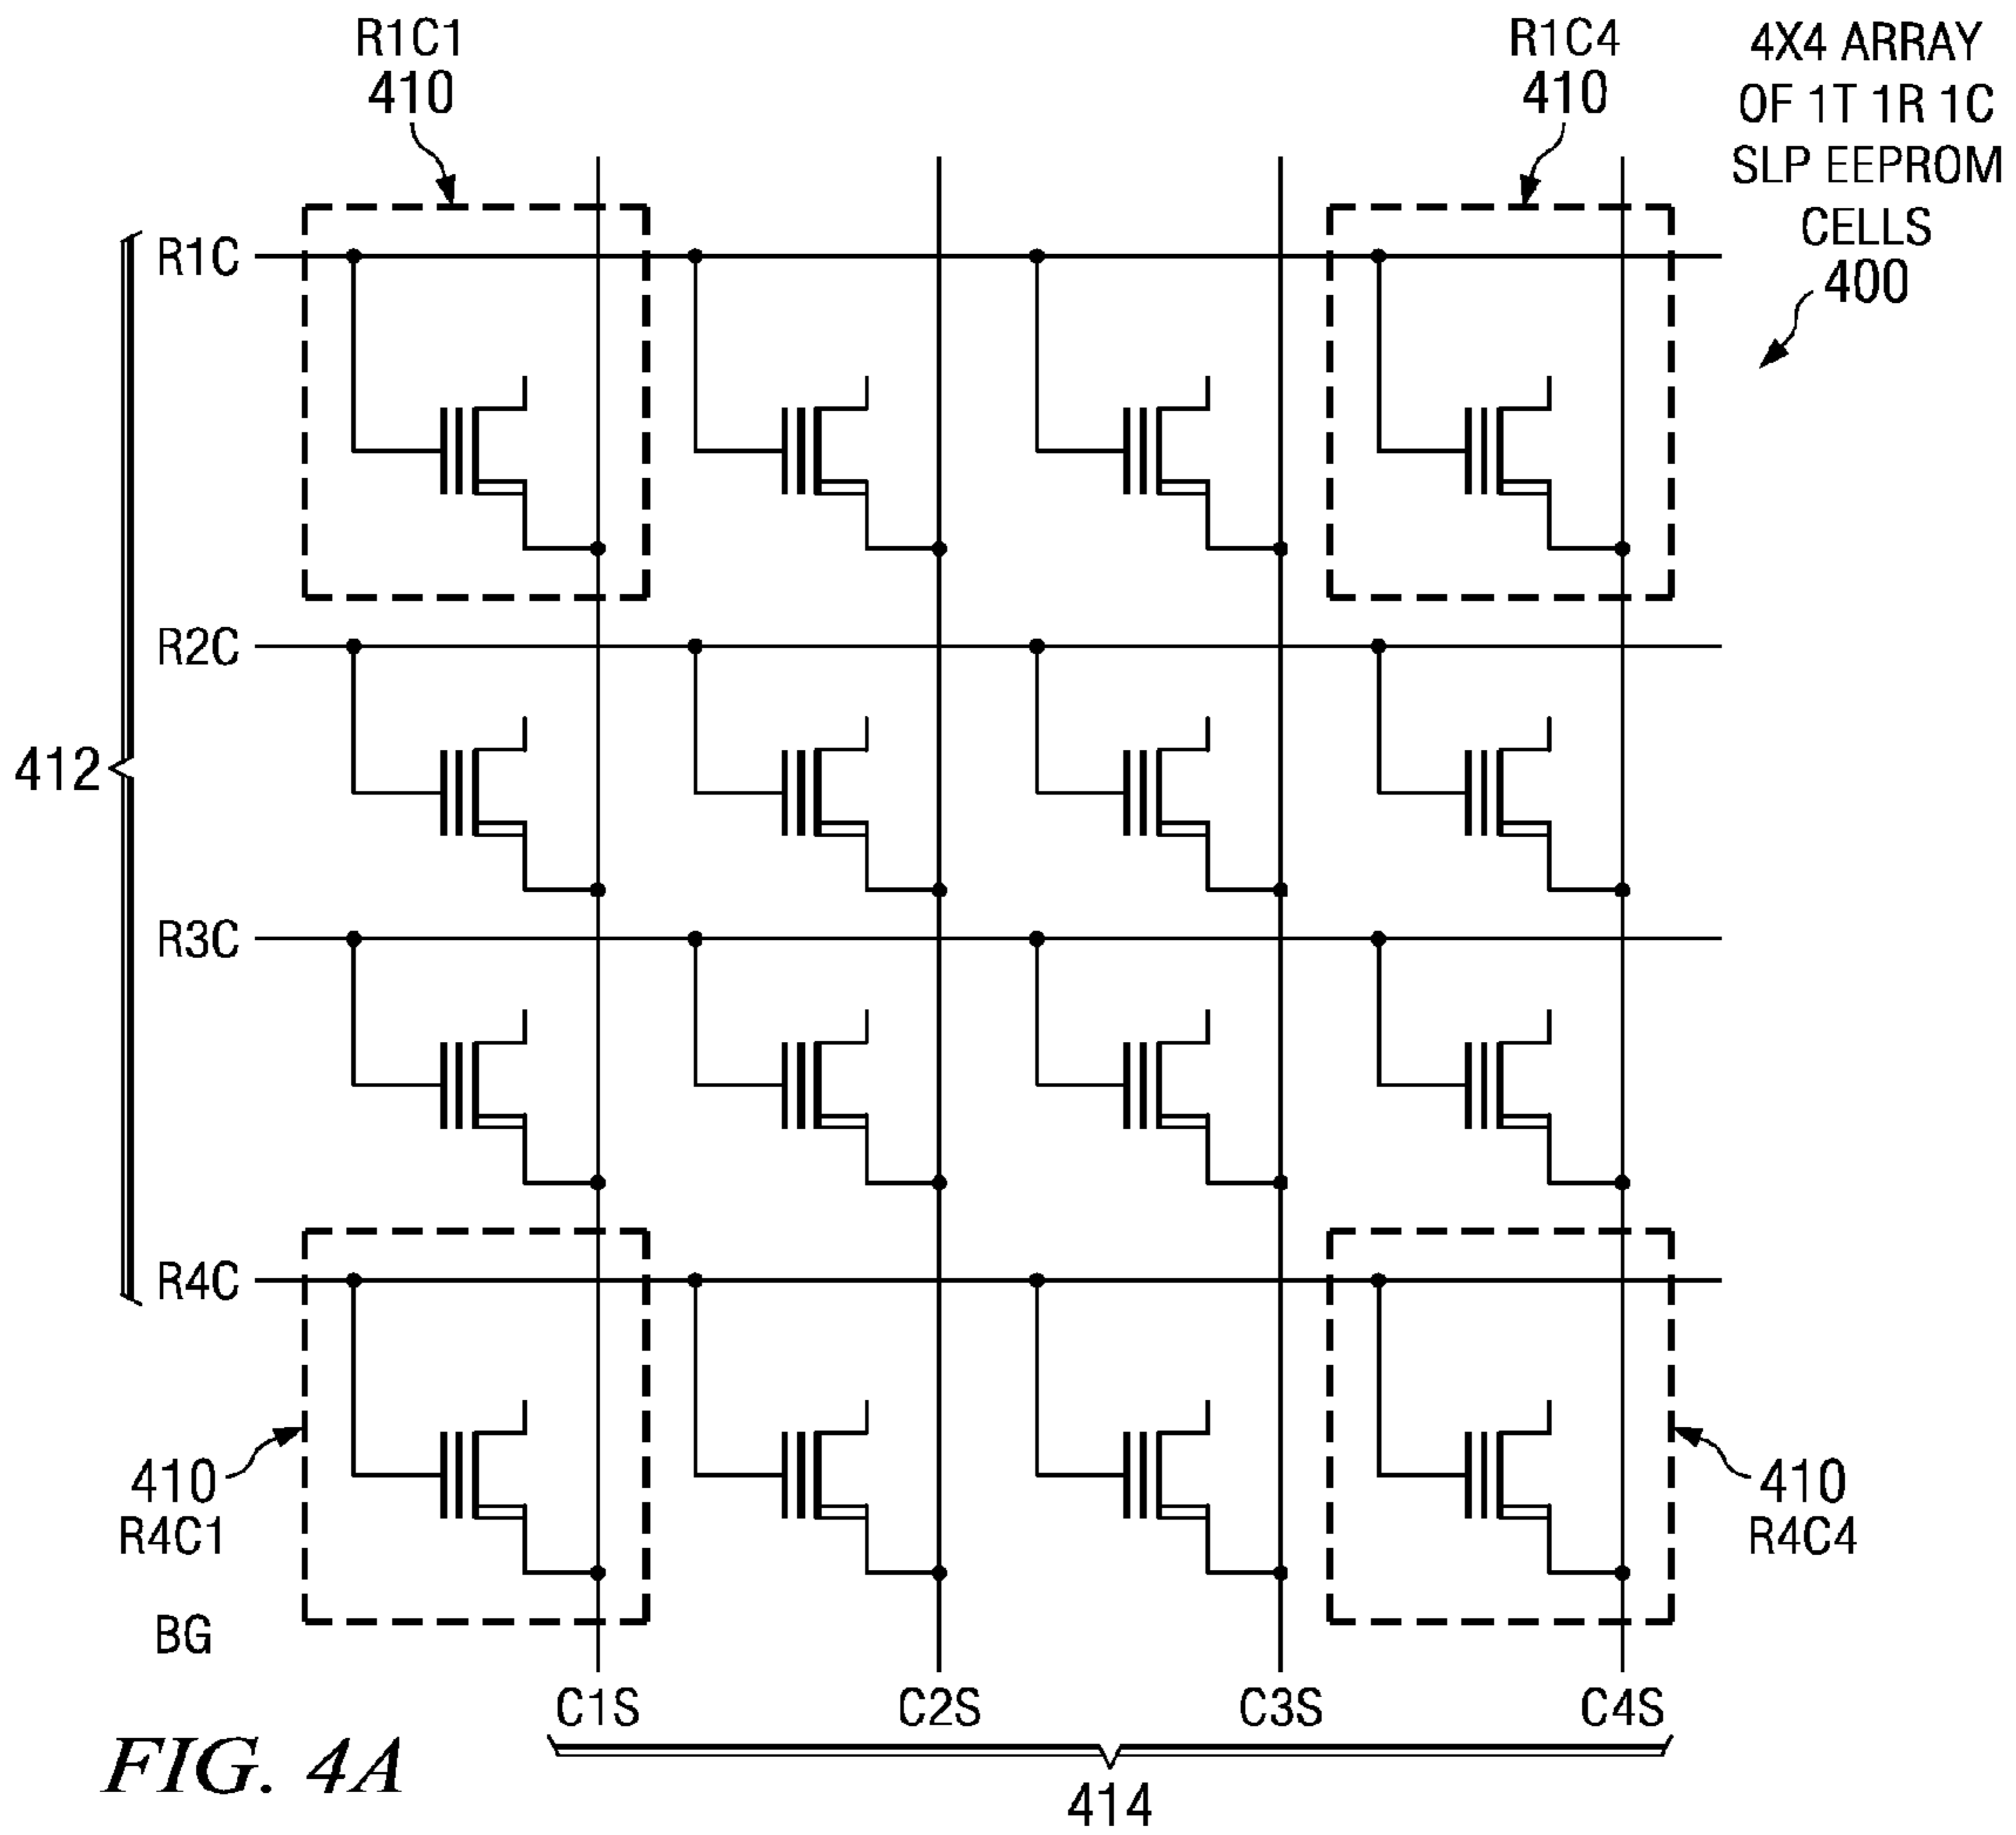 R1C1
410
R1C4
410
4X4 ARRAY
OF 1T 1R 1C
SLP EEPROM
CELLS
400
R1C
R2C
412
R3C
R4C
410
R4C1
410
R4C4
BG
C1S
C2S
C3S
C4S
414
FIG. 4A